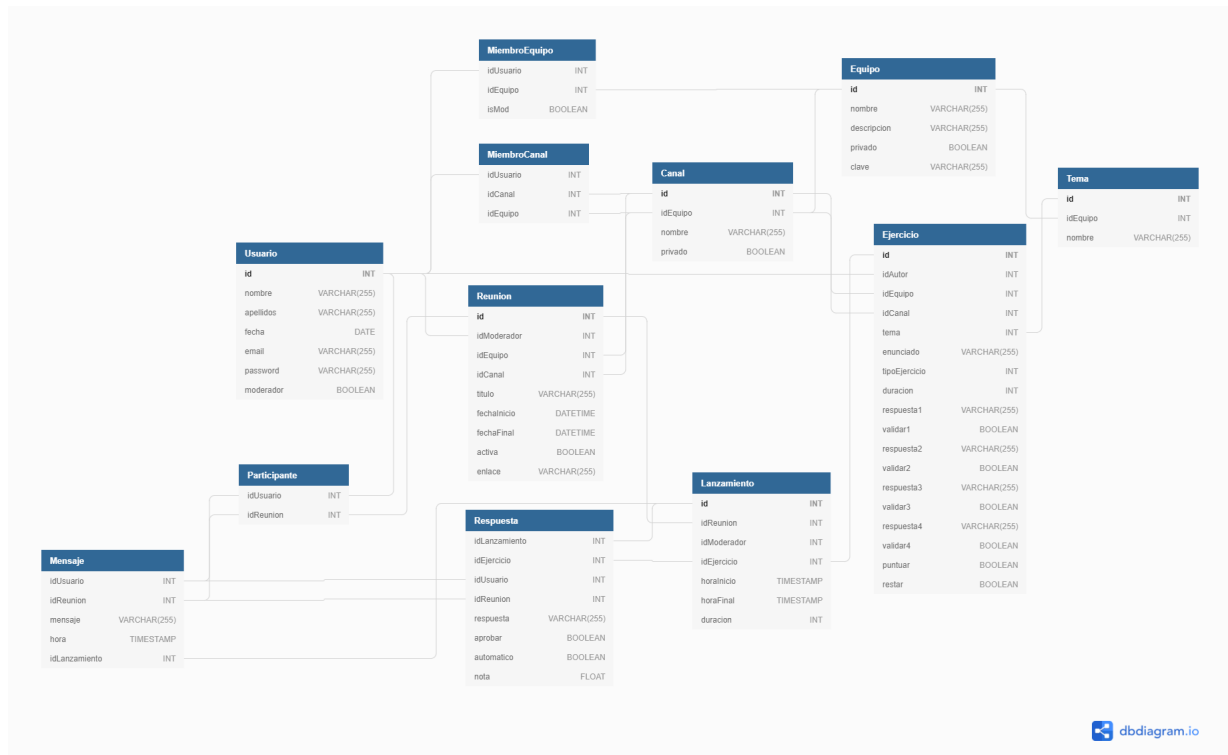 MiembroEquipo
idUsuario INT
idEquipo INT
isMod BOOLEAN
Equipo
id INT
nombre VARCHAR(255)
descripcion VARCHAR(255)
privado BOOLEAN
clave VARCHAR(255)
MiembroCanal
idUsuario INT
idCanal INT
idEquipo INT
Canal
id INT
idEquipo INT
nombre VARCHAR(255)
privado BOOLEAN
Tema
id INT
idEquipo INT
nombre VARCHAR(255)
Usuario
id INT
nombre VARCHAR(255)
apellidos VARCHAR(255)
fecha DATE
email VARCHAR(255)
password VARCHAR(255)
moderador BOOLEAN
Reunion
id INT
idModerador INT
idEquipo INT
idCanal INT
titulo VARCHAR(255)
fechaInicio DATETIME
fechaFinal DATETIME
activa BOOLEAN
enlace VARCHAR(255)
Ejercicio
id INT
idAutor INT
idEquipo INT
idCanal INT
tema INT
enunciado VARCHAR(255)
tipoEjercicio INT
duracion INT
respuesta1 VARCHAR(255)
validar1 BOOLEAN
respuesta2 VARCHAR(255)
validar2 BOOLEAN
respuesta3 VARCHAR(255)
validar3 BOOLEAN
respuesta4 VARCHAR(255)
validar4 BOOLEAN
puntuar BOOLEAN
restar BOOLEAN
Participante
idUsuario INT
idReunion INT
Lanzamiento
id INT
idReunion INT
idModerador INT
idEjercicio INT
horaInicio TIMESTAMP
horaFinal TIMESTAMP
duracion INT
Respuesta
idLanzamiento INT
idEjercicio INT
idUsuario INT
idReunion INT
respuesta VARCHAR(255)
aprobar BOOLEAN
automatico BOOLEAN
nota FLOAT
Mensaje
idUsuario INT
idReunion INT
mensaje VARCHAR(255)
hora TIMESTAMP
idLanzamiento INT
dbdiagram.io